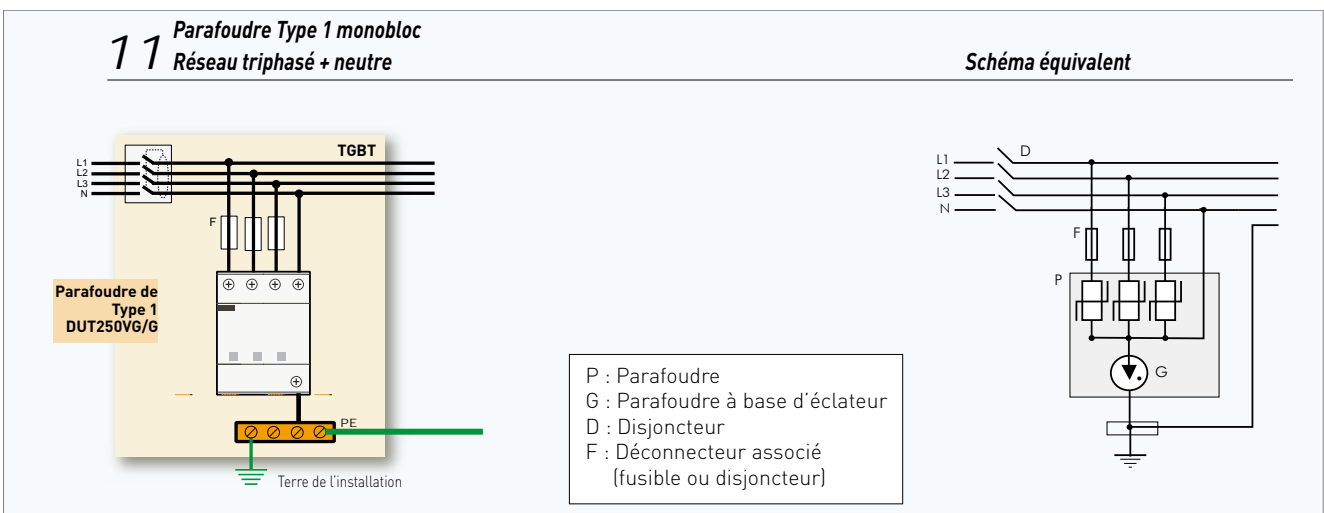 11
Parafoudre Type 1 monobloc
Réseau triphasé + neutre
Schéma équivalent
TGBT
L1
L2
L3
N
F
Parafoudre de
Type 1
DUT250VG/G
PE
Terre de l'installation
P : Parafoudre
G : Parafoudre à base d'éclateur
D : Disjoncteur
F : Déconnecteur associé
(fusible ou disjoncteur)
D
L1
L2
L3
N
F
P
G